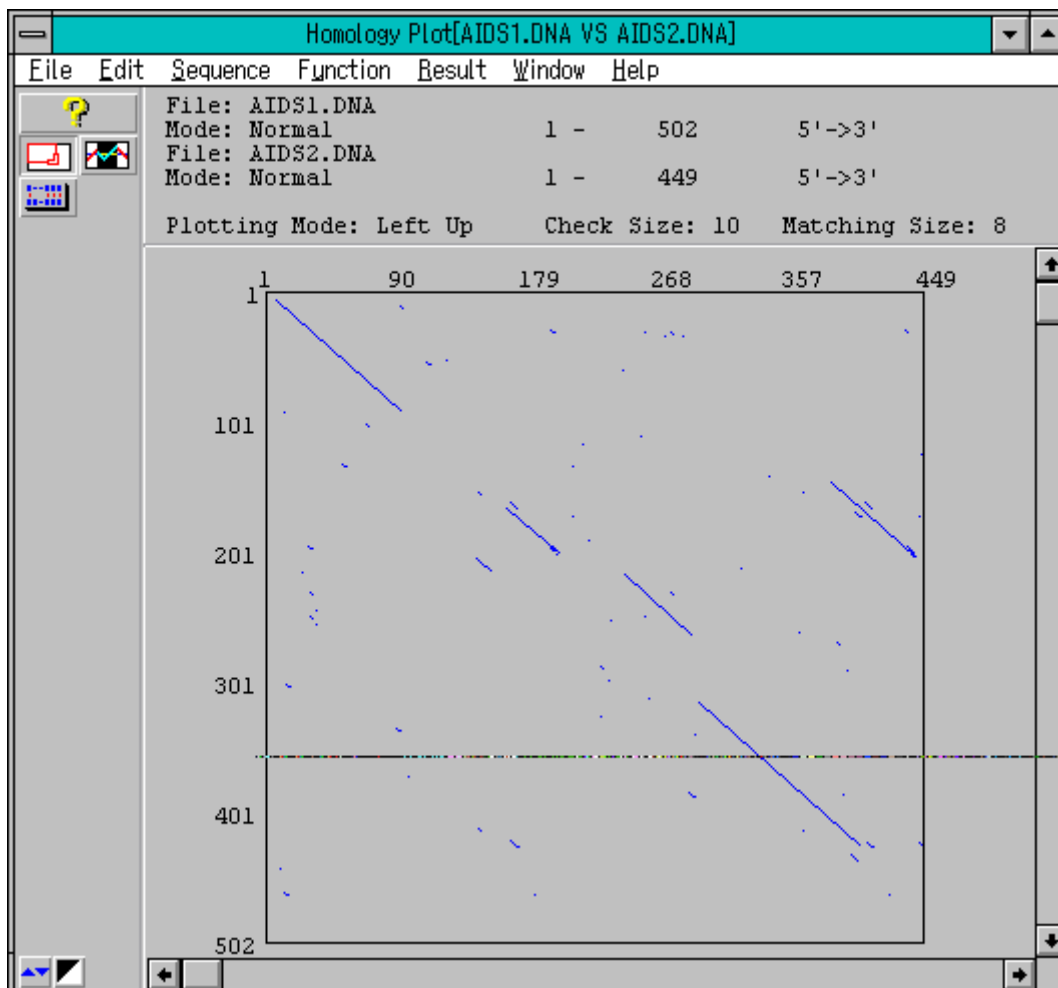 Homology Plot[AIDS1.DNA VS AIDS2.DNA]
File Edit Sequence Function Result Window Help
File: AIDS1.DNA
Mode: Normal 1 - 502 5'->3'
File: AIDS2.DNA
Mode: Normal 1 - 449 5'->3'
Plotting Mode: Left Up Check Size: 10 Matching Size: 8
1 90 179 268 357 449
1
101
201
301
401
502